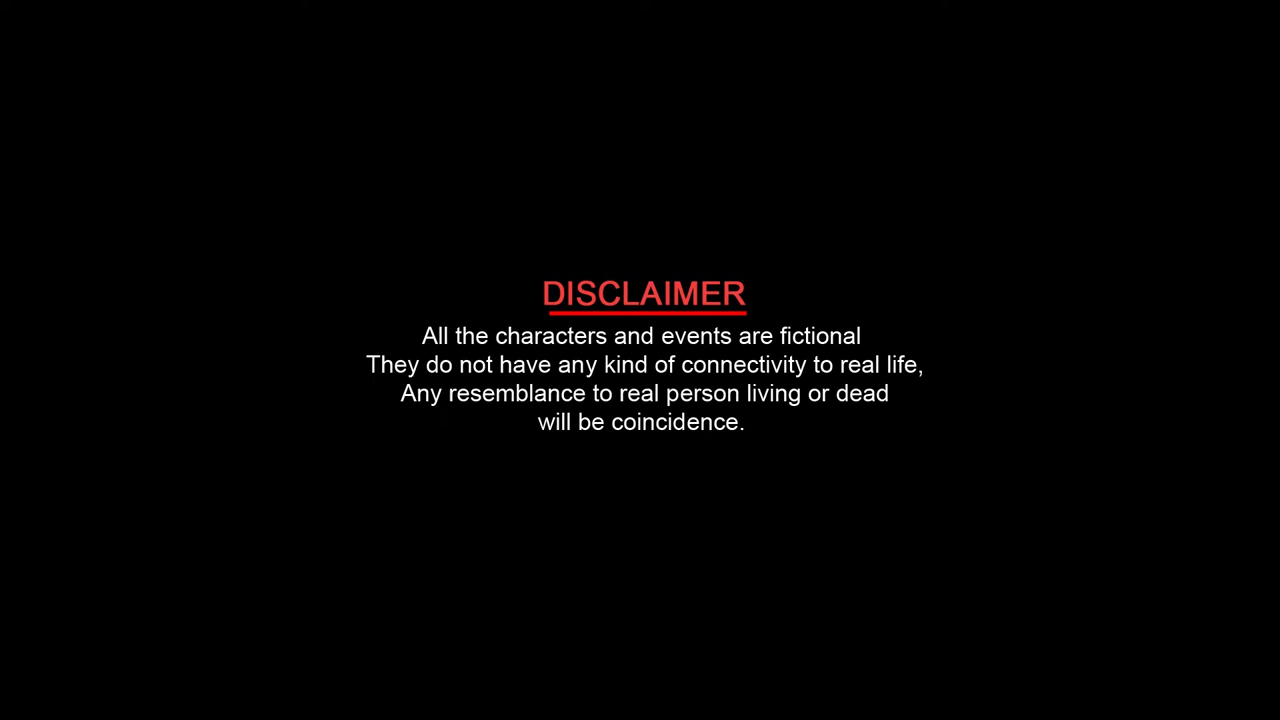 DISCLAIMER
All the characters and events are fictional
They do not have any kind of connectivity to real life,
Any resemblance to real person living or dead
will be coincidence.